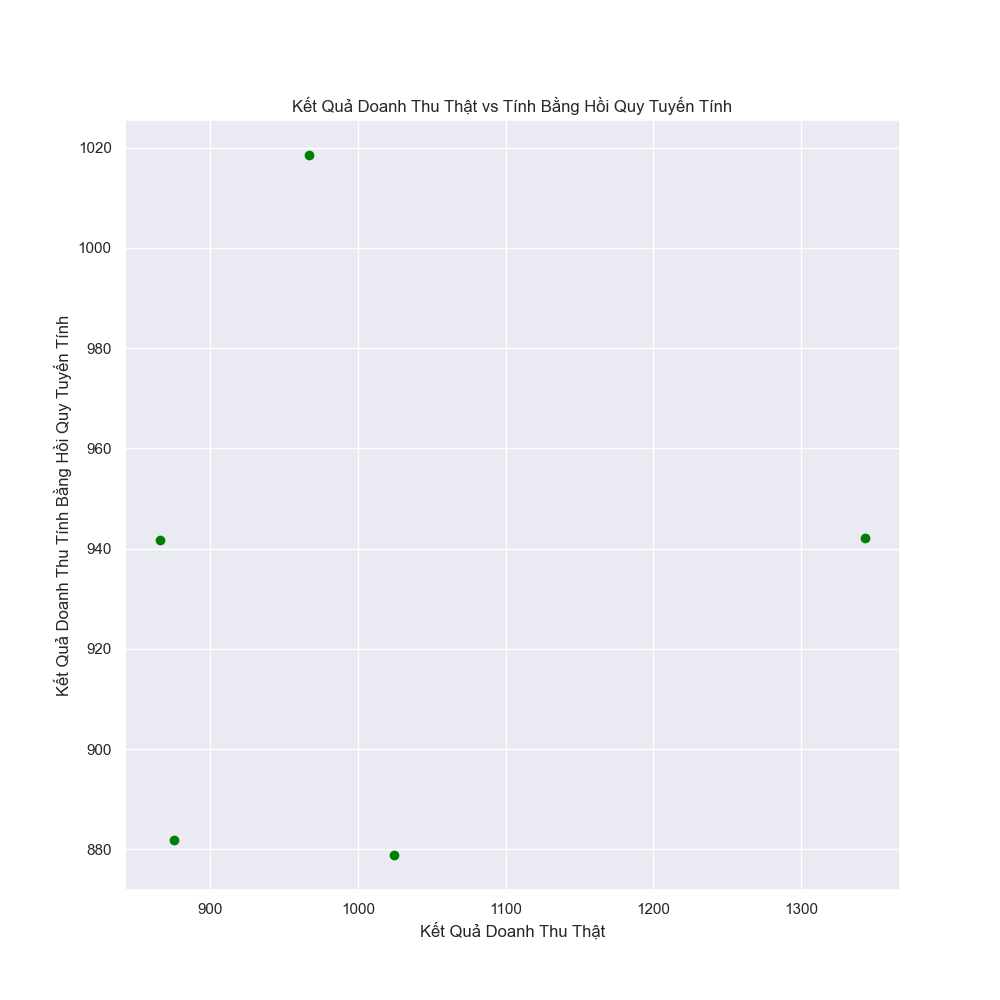 Kết Quả Doanh Thu Thật vs Tính Bằng Hồi Quy Tuyến Tính
Kết Quả Doanh Thu Tính Bằng Hồi Quy Tuyến Tính
1020
1000
980
960
940
920
900
880
900 1000 1100 1200 1300
Kết Quả Doanh Thu Thật